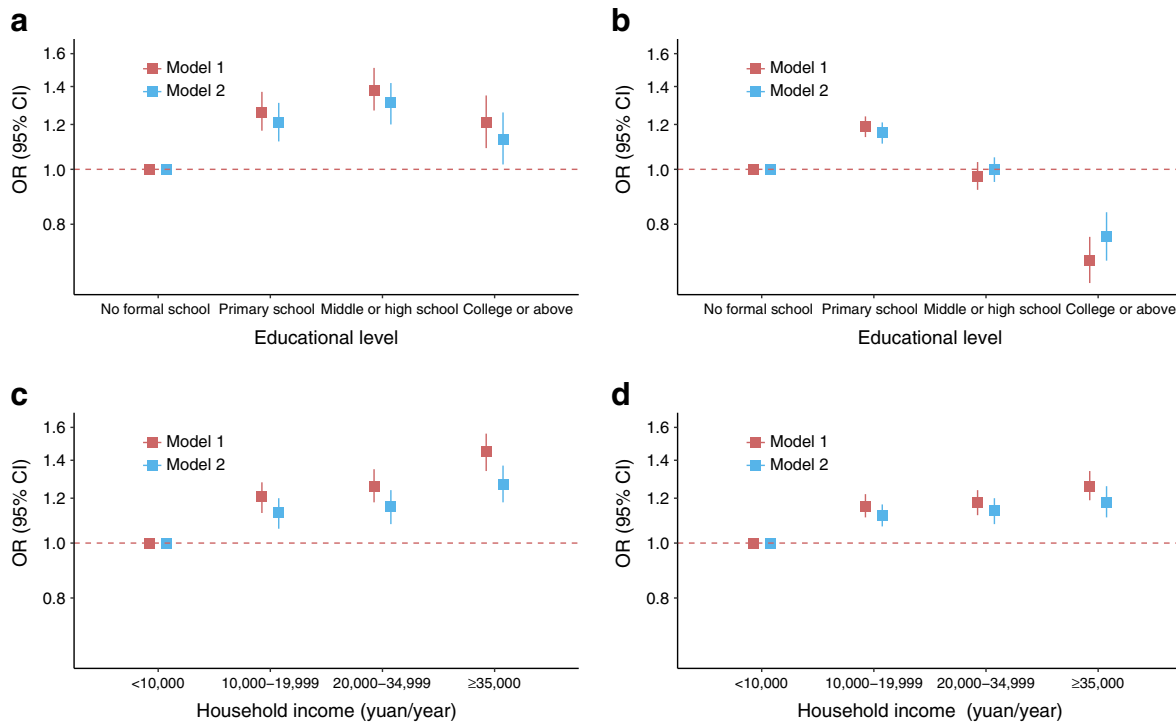 a
OR (95% CI)
1.6
1.4
1.2
1.0
0.8
Model 1
Model 2
No formal school
Primary school
Middle or high school
College or above
Educational level
b
OR (95% CI)
1.6
1.4
1.2
1.0
0.8
Model 1
Model 2
No formal school
Primary school
Middle or high school
College or above
Educational level
c
OR (95% CI)
1.6
1.4
1.2
1.0
0.8
Model 1
Model 2
<10,000
10,000–19,999
20,000–34,999
≥35,000
Household income (yuan/year)
d
OR (95% CI)
1.6
1.4
1.2
1.0
0.8
Model 1
Model 2
<10,000
10,000–19,999
20,000–34,999
≥35,000
Household income (yuan/year)